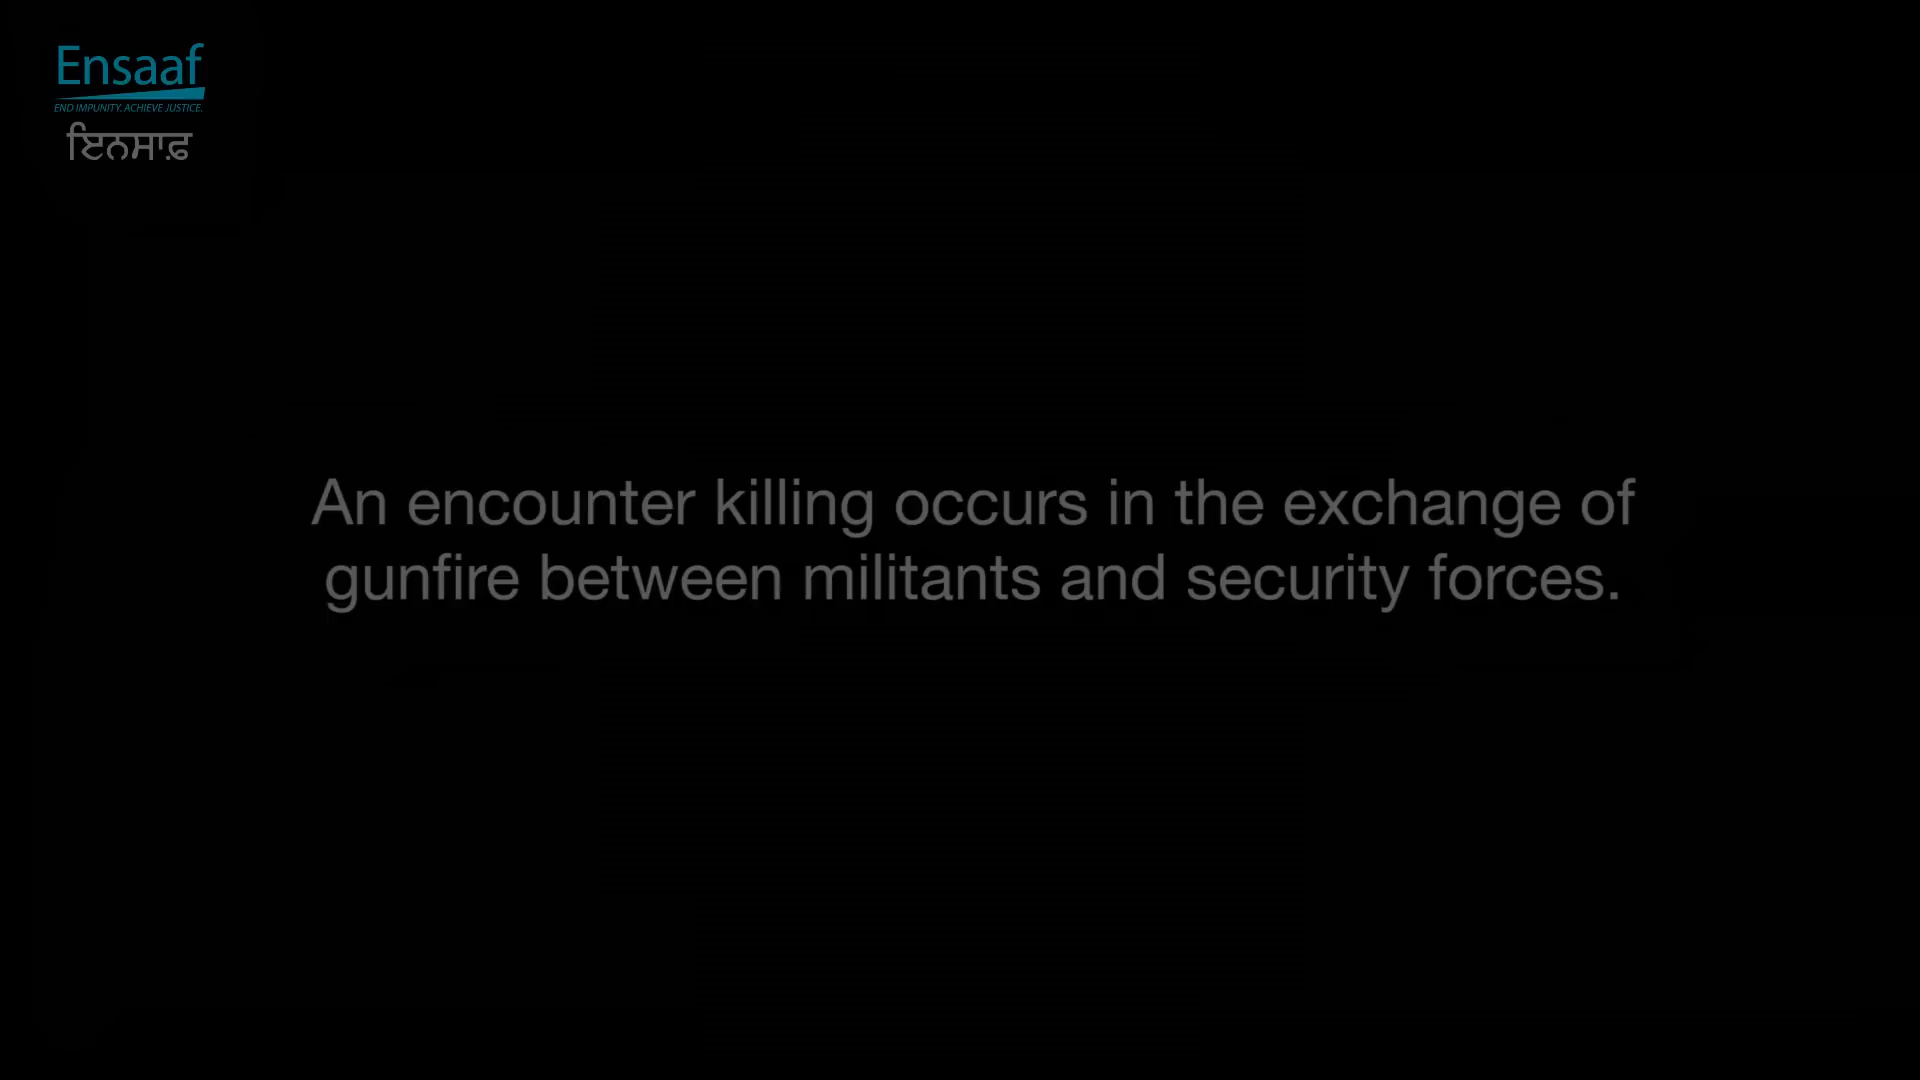 Ensaaf
END IMPUNITY. ACHIEVE JUSTICE.
ਇਨਸਾਫ਼
An encounter killing occurs in the exchange of
gunfire between militants and security forces.